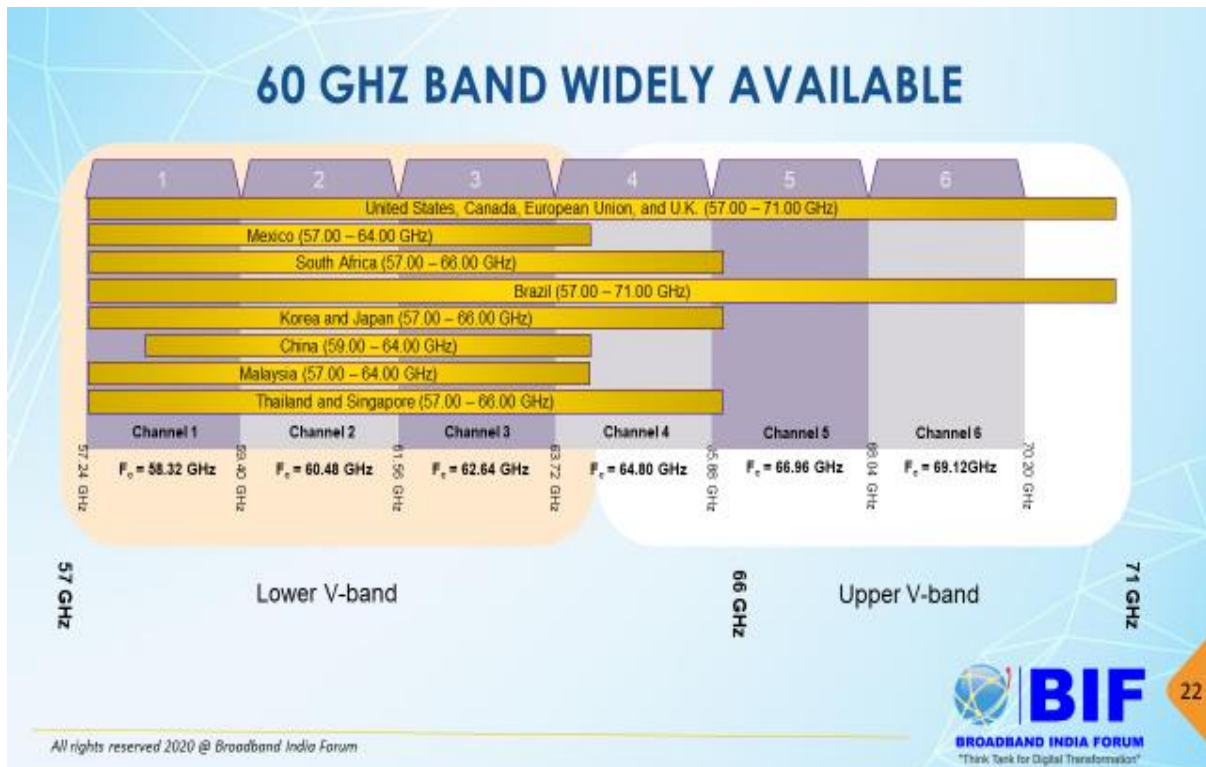 60 GHZ BAND WIDELY AVAILABLE
1 2 3 4 5 6
United States, Canada, European Union, and U.K. (57.00 – 71.00 GHz)
Mexico (57.00 – 64.00 GHz)
South Africa (57.00 – 66.00 GHz)
Brazil (57.00 – 71.00 GHz)
Korea and Japan (57.00 – 66.00 GHz)
China (59.00 – 64.00 GHz)
Malaysia (57.00 – 64.00 GHz)
Thailand and Singapore (57.00 – 66.00 GHz)
Channel 1 Channel 2 Channel 3 Channel 4 Channel 5 Channel 6
57.24 GHz 59.40 GHz 61.56 GHz 63.72 GHz 65.88 GHz 68.04 GHz 70.20 GHz
Fc = 58.32 GHz Fc = 60.48 GHz Fc = 62.64 GHz Fc = 64.80 GHz Fc = 66.96 GHz Fc = 69.12GHz
57 GHz
Lower V-band
66 GHz
Upper V-band
71 GHz
BIF
22
BROADBAND INDIA FORUM
"Think Tank for Digital Transformation"
All rights reserved 2020 @ Broadband India Forum